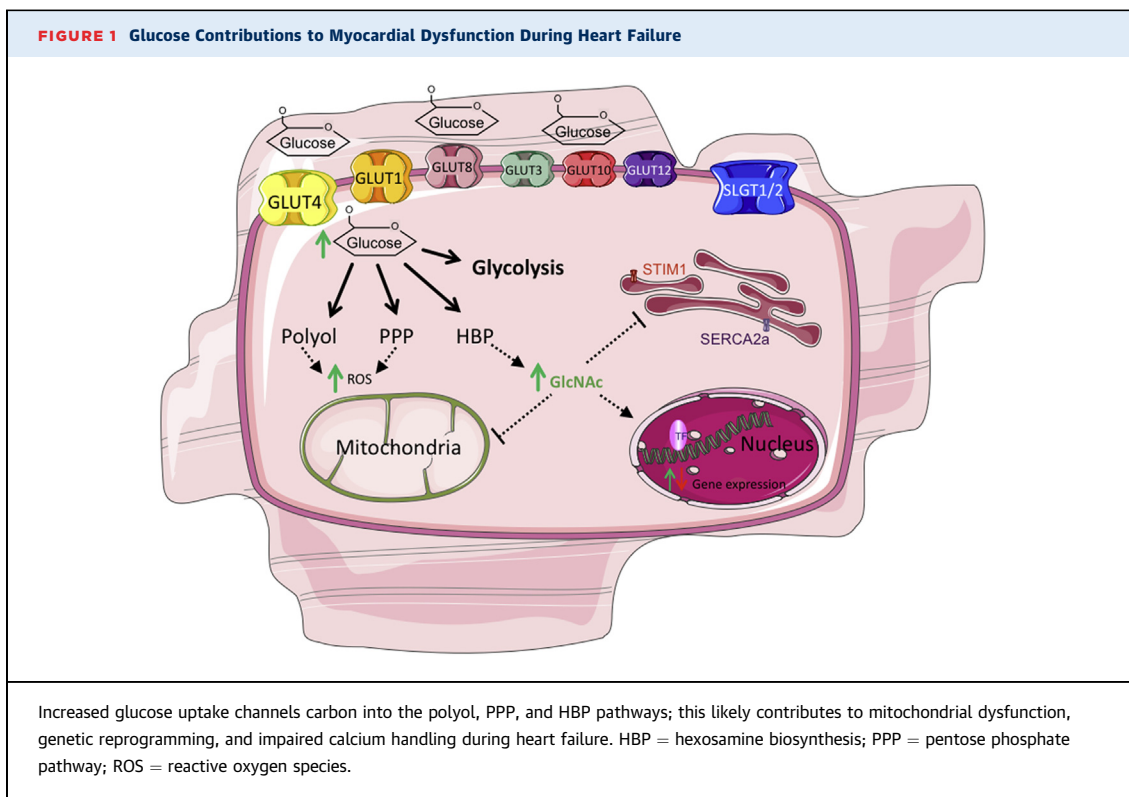 FIGURE 1 Glucose Contributions to Myocardial Dysfunction During Heart Failure
O
O
Glucose
O
O
Glucose
O
O
Glucose
GLUT4
GLUT1
GLUT8
GLUT3
GLUT10
GLUT12
SLGT1/2
O
O
Glucose
Glycolysis
STIM1
SERCA2a
Polyol
PPP
HBP
ROS
GlcNAc
Mitochondria
TF
Nucleus
Gene expression
Increased glucose uptake channels carbon into the polyol, PPP, and HBP pathways; this likely contributes to mitochondrial dysfunction,
genetic reprogramming, and impaired calcium handling during heart failure. HBP = hexosamine biosynthesis; PPP = pentose phosphate
pathway; ROS = reactive oxygen species.